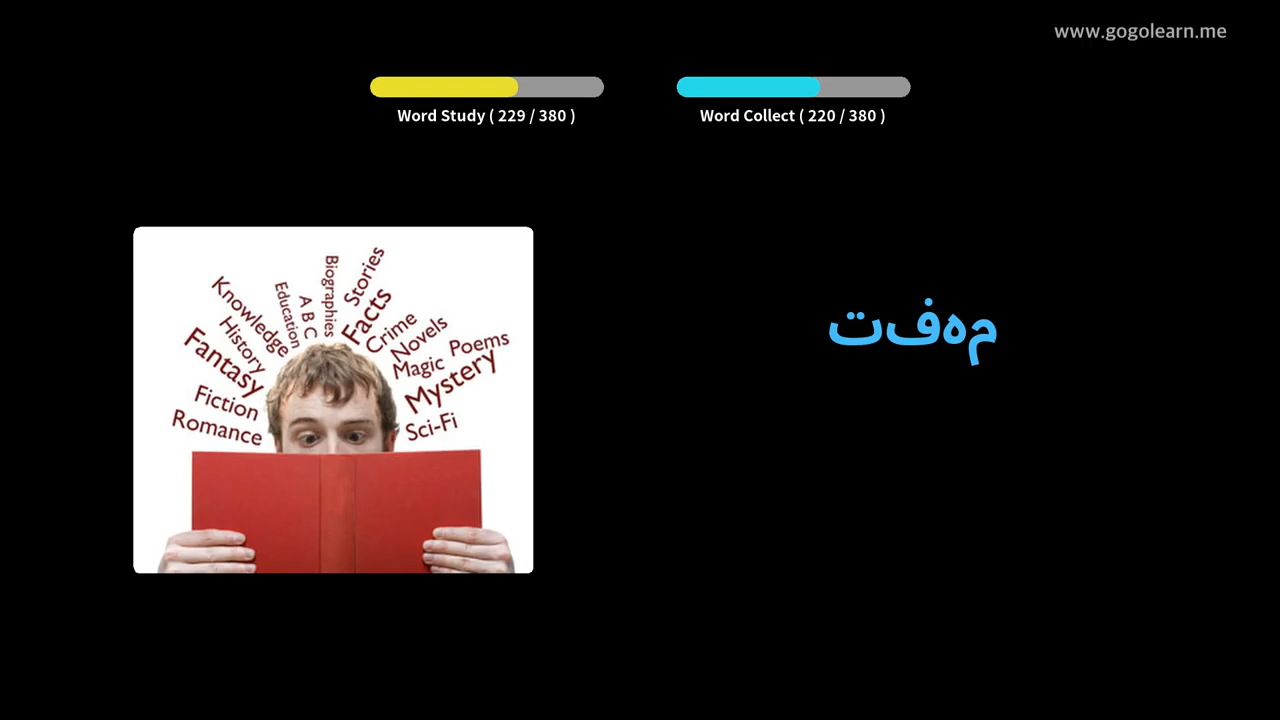 www.gogolearn.me
Word Study ( 229 / 380 )
Word Collect ( 220 / 380 )
Biographies
Stories
Education
A B C
Facts
Knowledge
Crime
History
Novels
Fantasy
Magic
Poems
Mystery
Fiction
Romance
Sci-Fi
مهفت